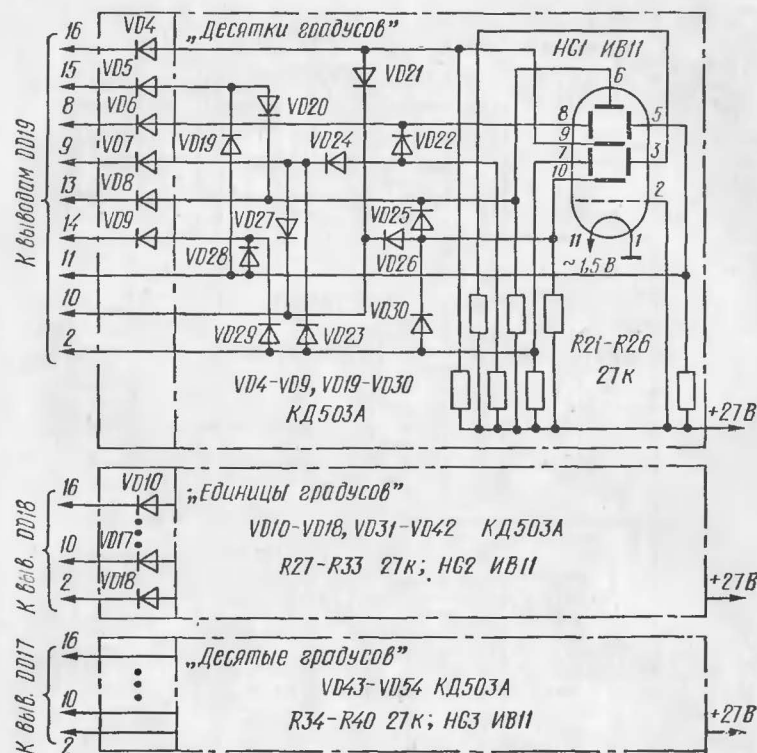 16 VD4 „Десятки градусов" HG1 ИВ11
15 VD5 VD21 6
8 VD6 VD20 8 5
9 VD7 VD19 VD24 VD22 9 3
13 VD8 7 10
14 VD9 VD27 VD25 2
11 VD28 VD26 11 1
~1,5 В
10 VD30
2 VD29 VD23 R21-R26
27к
VD4-VD9, VD19-VD30
КД503А
+27В
К выводам DD19
16 VD10 „Единицы градусов"
VD10-VD18, VD31-VD42 КД503А
10 VD17
R27-R33 27к; HG2 ИВ11
2 VD18 +27В
К выв. DD18
16 „Десятые градусов"
VD43-VD54 КД503А
10 R34-R40 27к; HG3 ИВ11 +27В
2
К выв. DD17